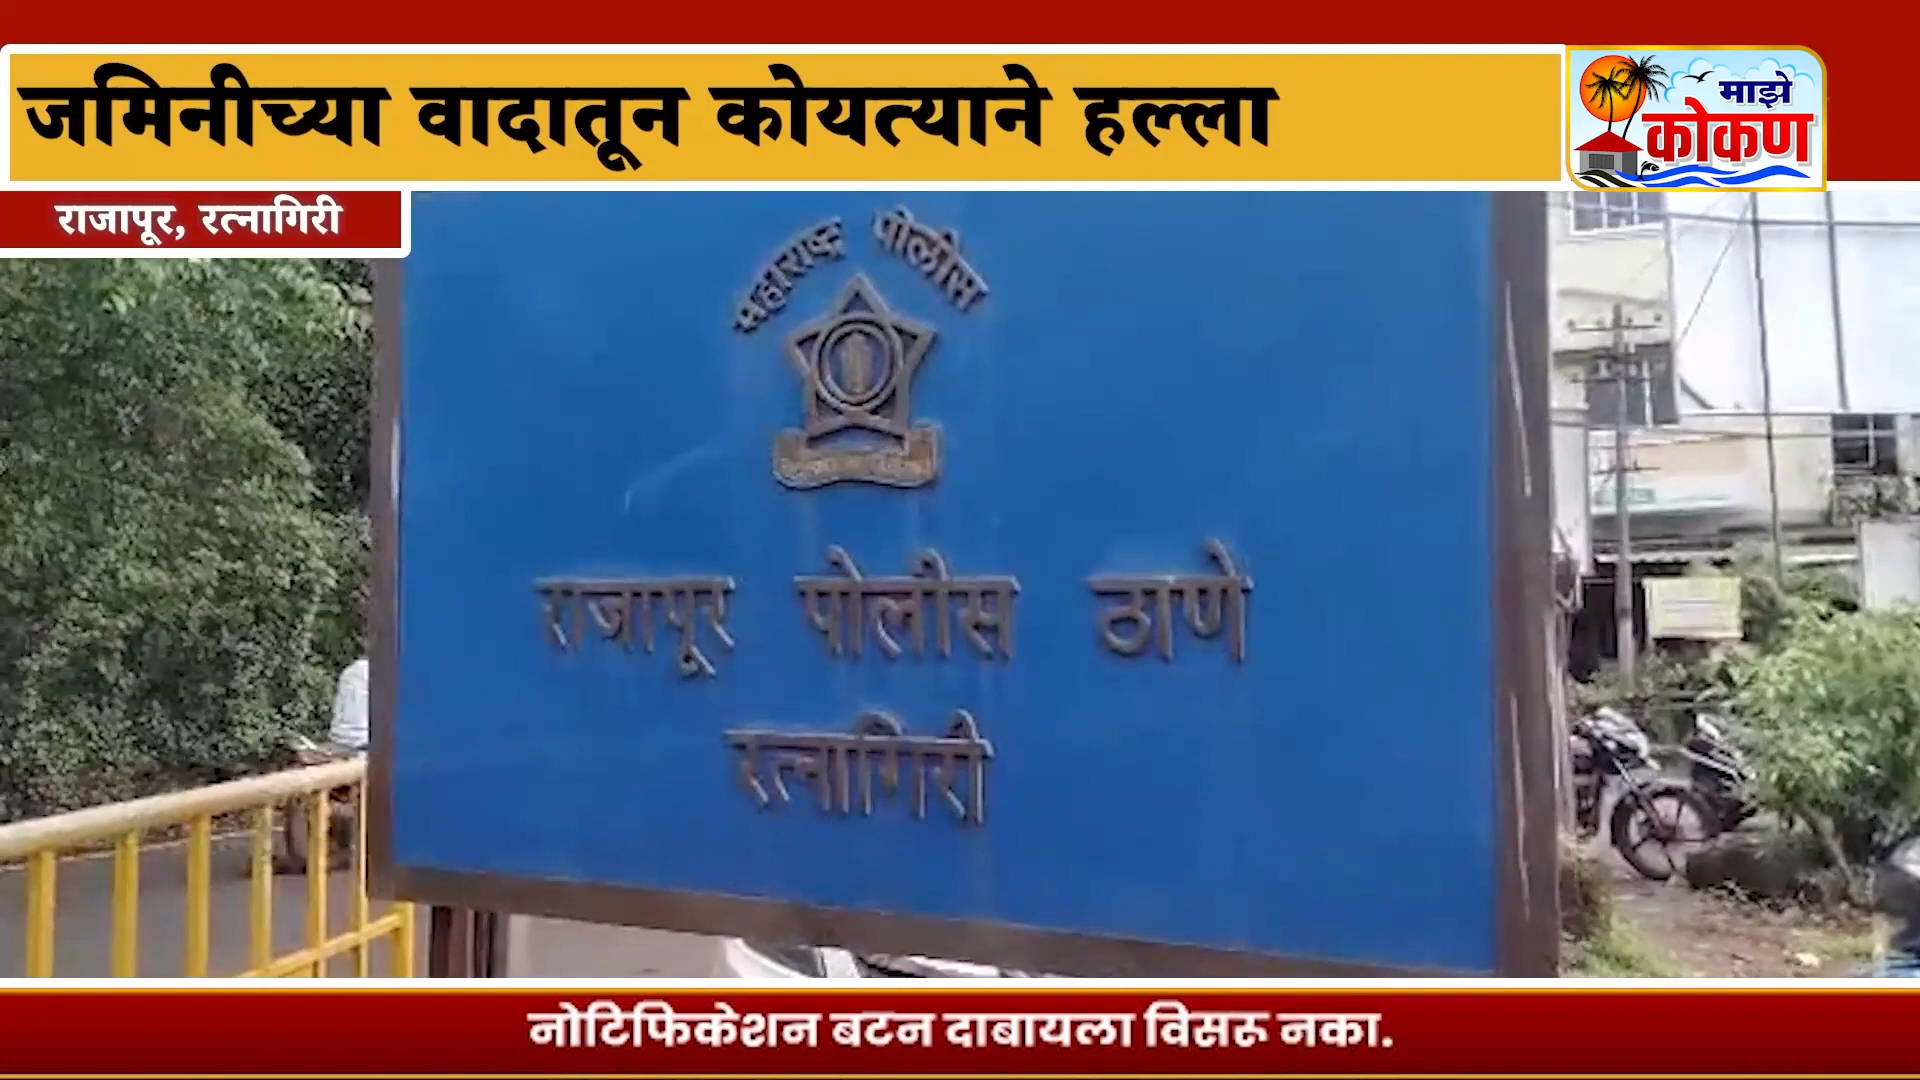 जमिनीच्या वादातून कोयत्याने हल्ला
माझे
कोकण
राजापूर, रत्नागिरी
महाराष्ट्र पोलीस
राजापूर पोलीस ठाणे
रत्नागिरी
नोटिफिकेशन बटन दाबायला विसरू नका.